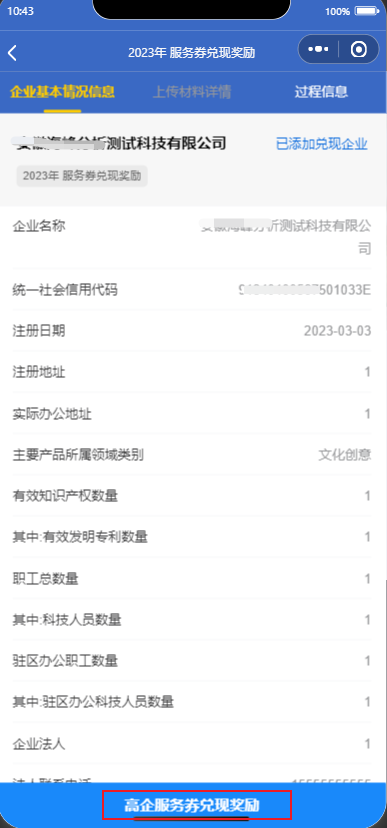 10:43
100%
2023年 服务券兑现奖励
企业基本情况信息
上传材料详情
过程信息
分析测试科技有限公司
已添加兑现企业
2023年 服务券兑现奖励
企业名称
分析测试科技有限公
司
统一社会信用代码
501033E
注册日期
2023-03-03
注册地址
1
实际办公地址
1
主要产品所属领域类别
文化创意
有效知识产权数量
1
其中:有效发明专利数量
1
职工总数量
1
其中:科技人员数量
1
驻区办公职工数量
1
其中:驻区办公科技人员数量
1
企业法人
1
高企服务券兑现奖励